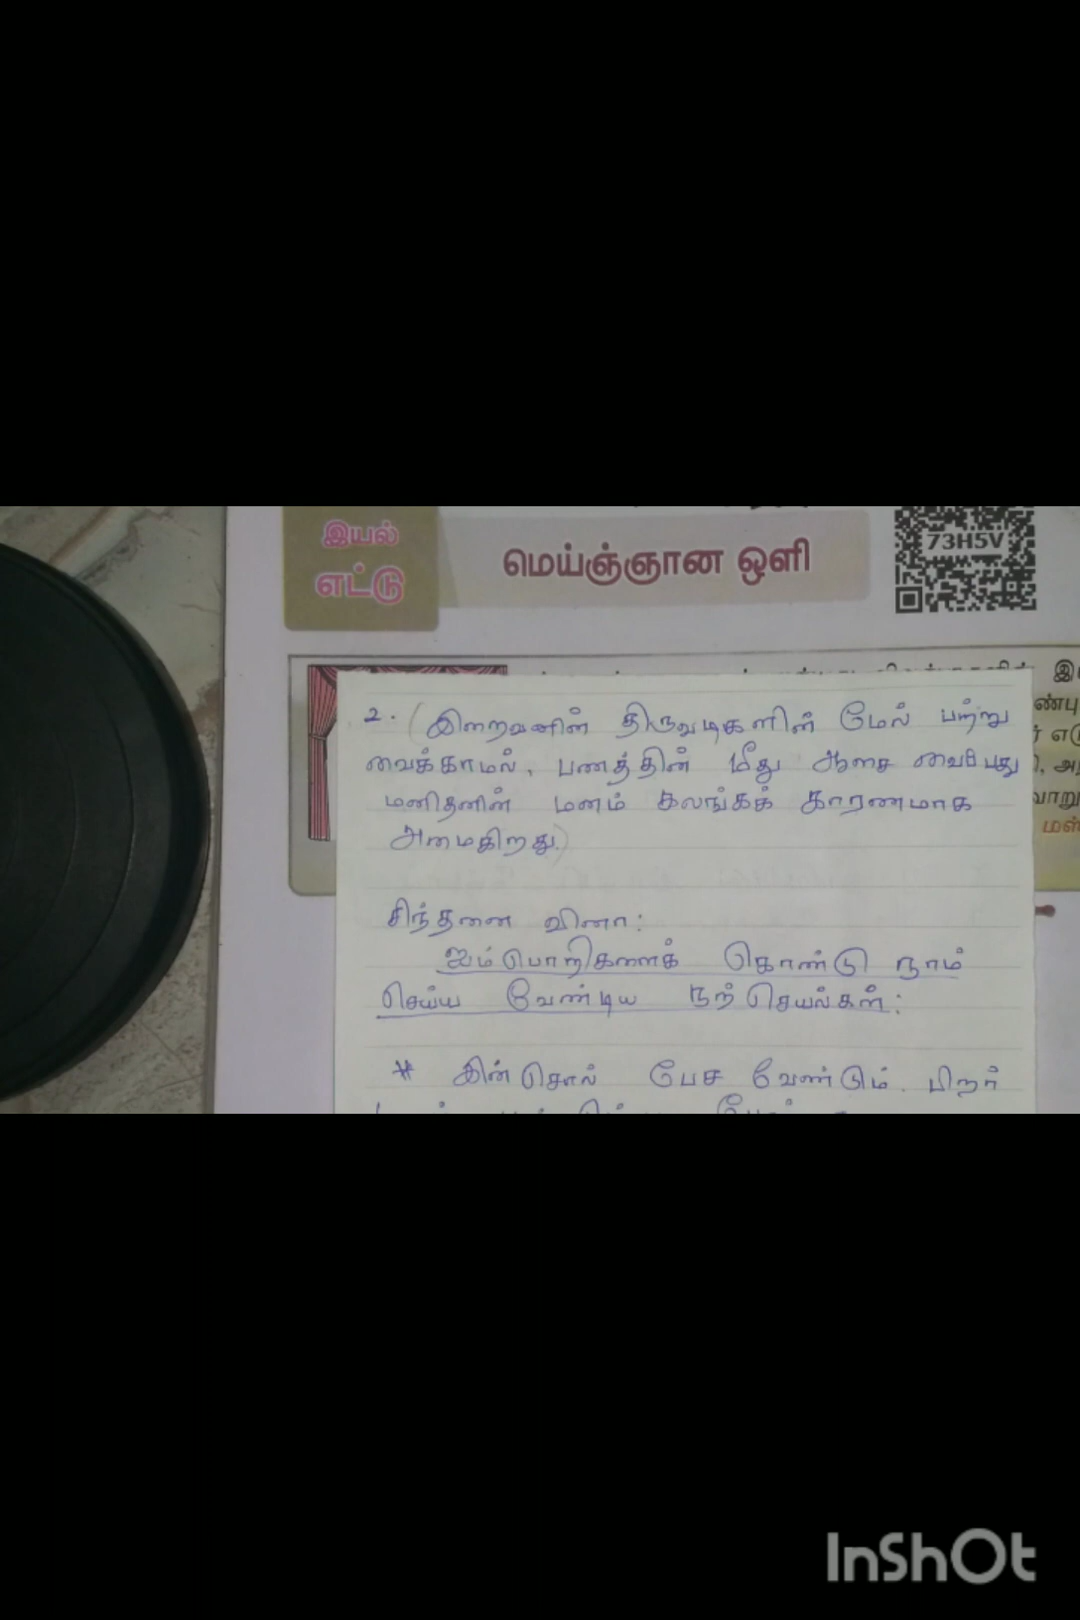 இயல்
எட்டு
மெய்ஞ்ஞான ஒளி
73H5V
2. (இறைவனின் திருவடிகளின் மேல் பற்று
வைக்காமல், பணத்தின் மீது ஆசை வைப்பது
மனிதனின் மனம் கலங்கக் காரணமாக
அமைகிறது.)
சிந்தனை வினா:
ஐம்பொறிகளைக் கொண்டு நாம்
செய்ய வேண்டிய நற்செயல்கள்:
* இன்சொல் பேச வேண்டும். பிறர்
InShOt